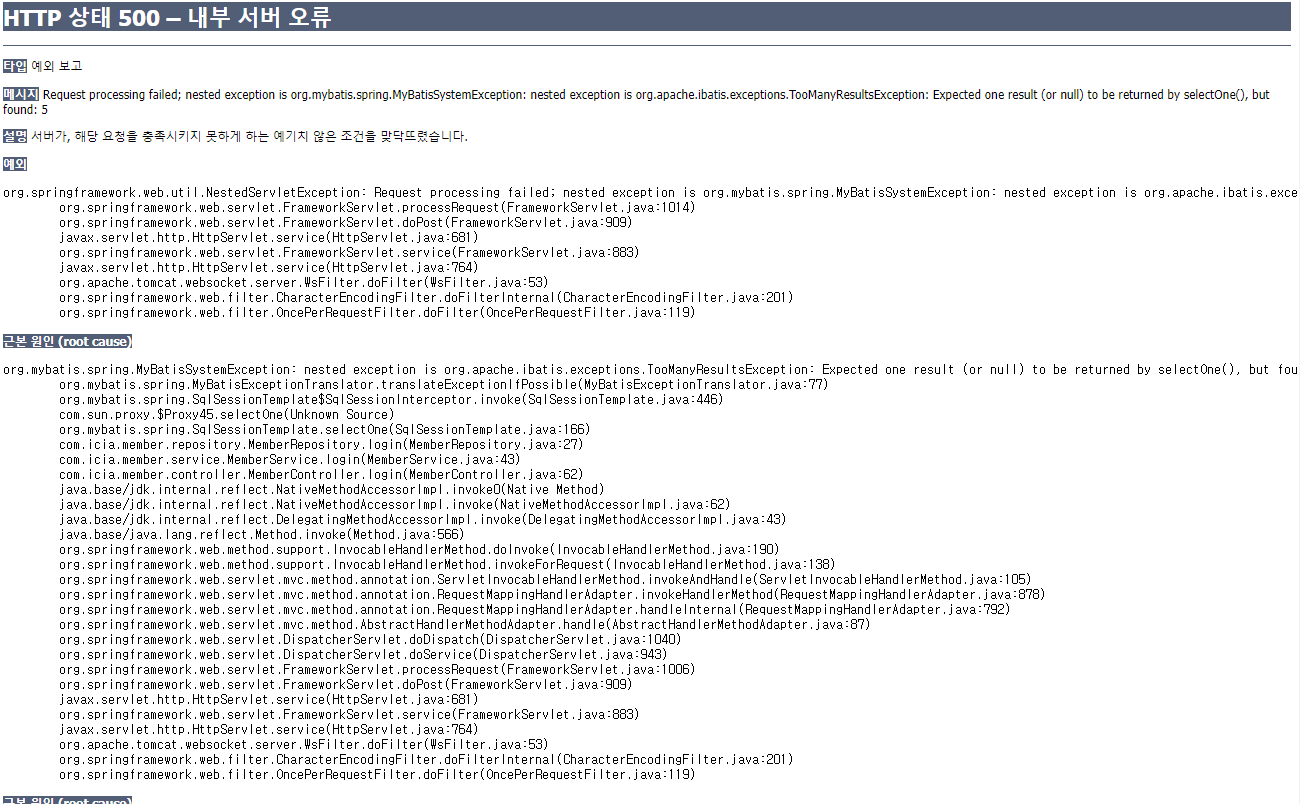 HTTP 상태 500 – 내부 서버 오류
타입 예외 보고
메시지 Request processing failed; nested exception is org.mybatis.spring.MyBatisSystemException: nested exception is org.apache.ibatis.exceptions.TooManyResultsException: Expected one result (or null) to be returned by selectOne(), but
found: 5
설명 서버가, 해당 요청을 충족시키지 못하게 하는 예기치 않은 조건을 맞닥뜨렸습니다.
예외
org.springframework.web.util.NestedServletException: Request processing failed; nested exception is org.mybatis.spring.MyBatisSystemException: nested exception is org.apache.ibatis.exce
org.springframework.web.servlet.FrameworkServlet.processRequest(FrameworkServlet.java:1014)
org.springframework.web.servlet.FrameworkServlet.doPost(FrameworkServlet.java:909)
javax.servlet.http.HttpServlet.service(HttpServlet.java:681)
org.springframework.web.servlet.FrameworkServlet.service(FrameworkServlet.java:883)
javax.servlet.http.HttpServlet.service(HttpServlet.java:764)
org.apache.tomcat.websocket.server.WsFilter.doFilter(WsFilter.java:53)
org.springframework.web.filter.CharacterEncodingFilter.doFilterInternal(CharacterEncodingFilter.java:201)
org.springframework.web.filter.OncePerRequestFilter.doFilter(OncePerRequestFilter.java:119)
근본 원인 (root cause)
org.mybatis.spring.MyBatisSystemException: nested exception is org.apache.ibatis.exceptions.TooManyResultsException: Expected one result (or null) to be returned by selectOne(), but fou
org.mybatis.spring.MyBatisExceptionTranslator.translateExceptionIfPossible(MyBatisExceptionTranslator.java:77)
org.mybatis.spring.SqlSessionTemplate$SqlSessionInterceptor.invoke(SqlSessionTemplate.java:446)
com.sun.proxy.$Proxy45.selectOne(Unknown Source)
org.mybatis.spring.SqlSessionTemplate.selectOne(SqlSessionTemplate.java:166)
com.icia.member.repository.MemberRepository.login(MemberRepository.java:27)
com.icia.member.service.MemberService.login(MemberService.java:43)
com.icia.member.controller.MemberController.login(MemberController.java:62)
java.base/jdk.internal.reflect.NativeMethodAccessorImpl.invoke0(Native Method)
java.base/jdk.internal.reflect.NativeMethodAccessorImpl.invoke(NativeMethodAccessorImpl.java:62)
java.base/jdk.internal.reflect.DelegatingMethodAccessorImpl.invoke(DelegatingMethodAccessorImpl.java:43)
java.base/java.lang.reflect.Method.invoke(Method.java:566)
org.springframework.web.method.support.InvocableHandlerMethod.doInvoke(InvocableHandlerMethod.java:190)
org.springframework.web.method.support.InvocableHandlerMethod.invokeForRequest(InvocableHandlerMethod.java:138)
org.springframework.web.servlet.mvc.method.annotation.ServletInvocableHandlerMethod.invokeAndHandle(ServletInvocableHandlerMethod.java:105)
org.springframework.web.servlet.mvc.method.annotation.RequestMappingHandlerAdapter.invokeHandlerMethod(RequestMappingHandlerAdapter.java:878)
org.springframework.web.servlet.mvc.method.annotation.RequestMappingHandlerAdapter.handleInternal(RequestMappingHandlerAdapter.java:792)
org.springframework.web.servlet.mvc.method.AbstractHandlerMethodAdapter.handle(AbstractHandlerMethodAdapter.java:87)
org.springframework.web.servlet.DispatcherServlet.doDispatch(DispatcherServlet.java:1040)
org.springframework.web.servlet.DispatcherServlet.doService(DispatcherServlet.java:943)
org.springframework.web.servlet.FrameworkServlet.processRequest(FrameworkServlet.java:1006)
org.springframework.web.servlet.FrameworkServlet.doPost(FrameworkServlet.java:909)
javax.servlet.http.HttpServlet.service(HttpServlet.java:681)
org.springframework.web.servlet.FrameworkServlet.service(FrameworkServlet.java:883)
javax.servlet.http.HttpServlet.service(HttpServlet.java:764)
org.apache.tomcat.websocket.server.WsFilter.doFilter(WsFilter.java:53)
org.springframework.web.filter.CharacterEncodingFilter.doFilterInternal(CharacterEncodingFilter.java:201)
org.springframework.web.filter.OncePerRequestFilter.doFilter(OncePerRequestFilter.java:119)
근본 원인 (root cause)